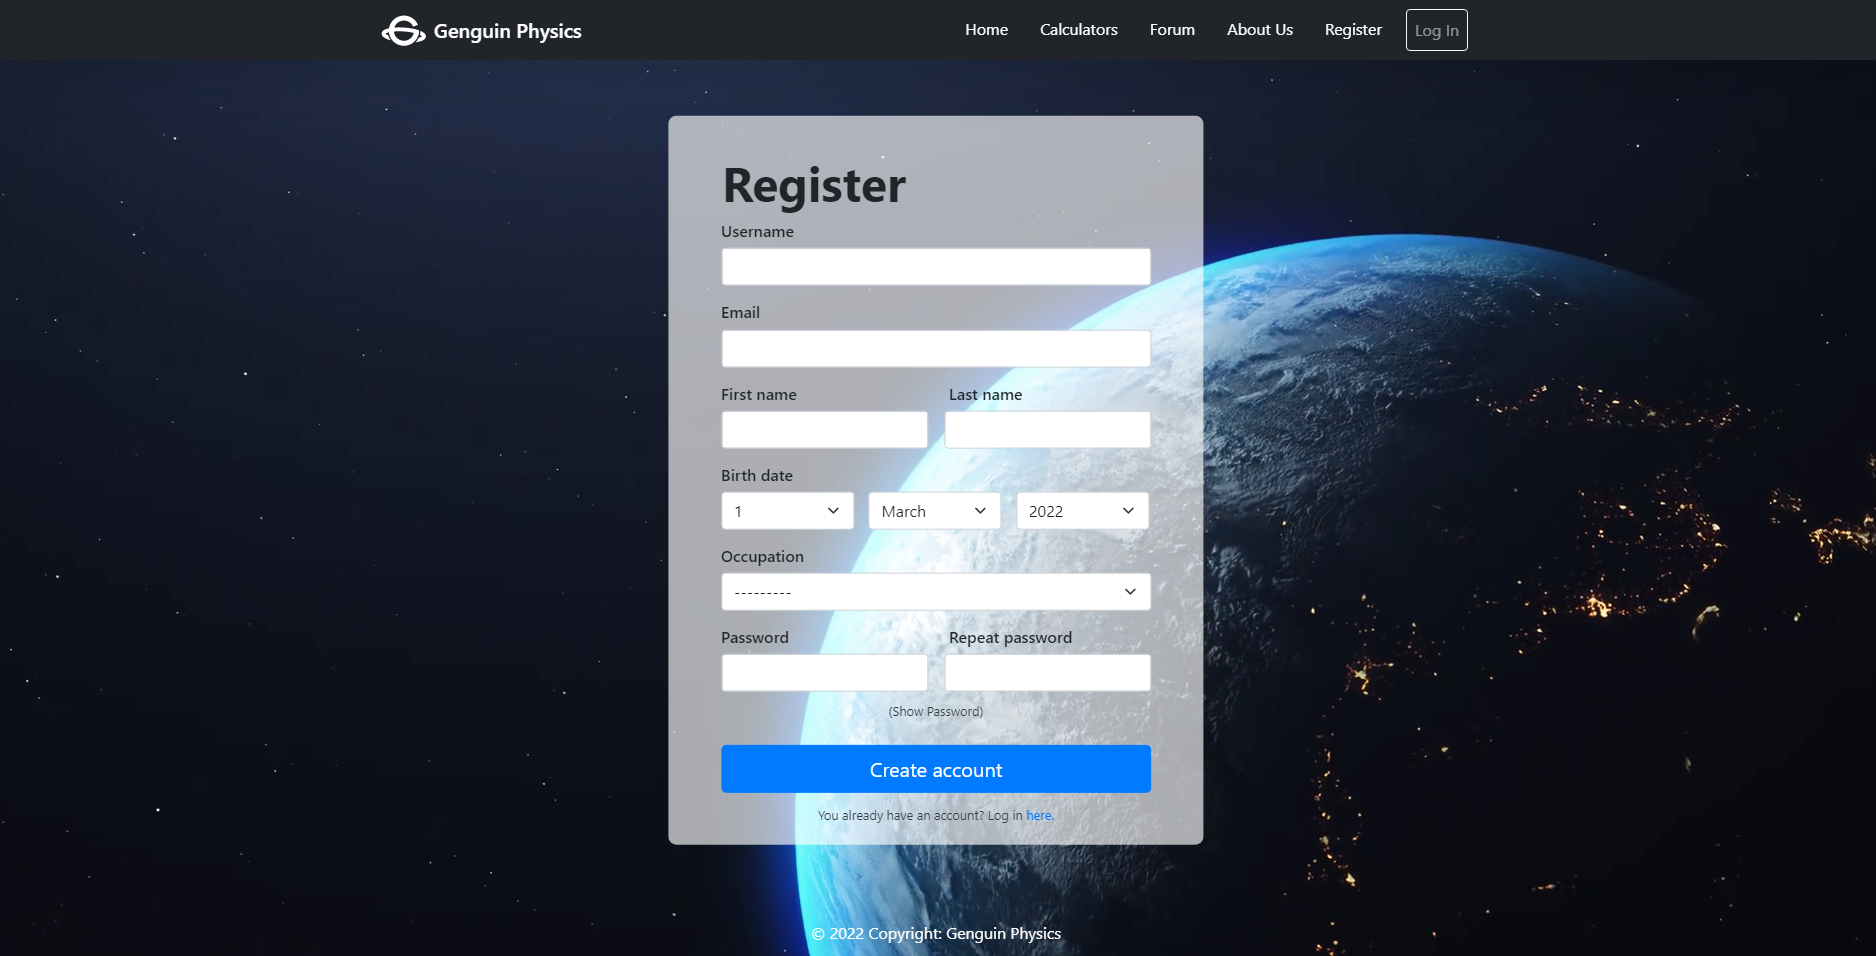 Genguin Physics
Home Calculators Forum About Us Register Log In
Register
Username
Email
First name Last name
Birth date
1 March 2022
Occupation
---------
Password Repeat password
(Show Password)
Create account
You already have an account? Log in here.
© 2022 Copyright: Genguin Physics